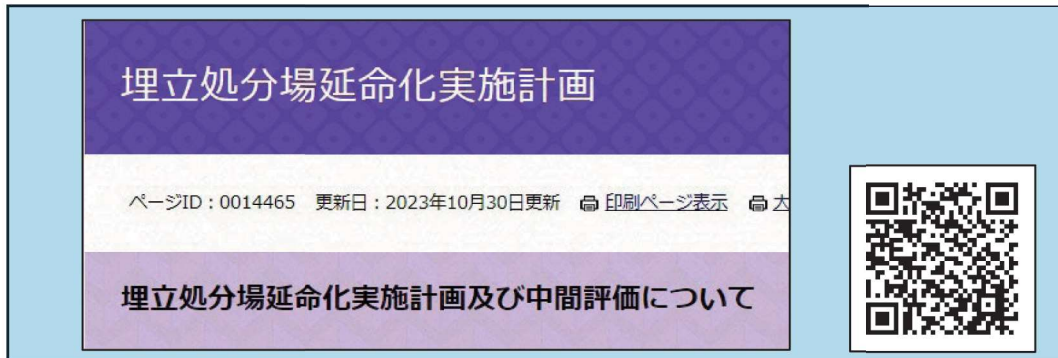 埋立処分場延命化実施計画
ページID：0014465 更新日：2023年10月30日更新 印刷ページ表示 大
埋立処分場延命化実施計画及び中間評価について